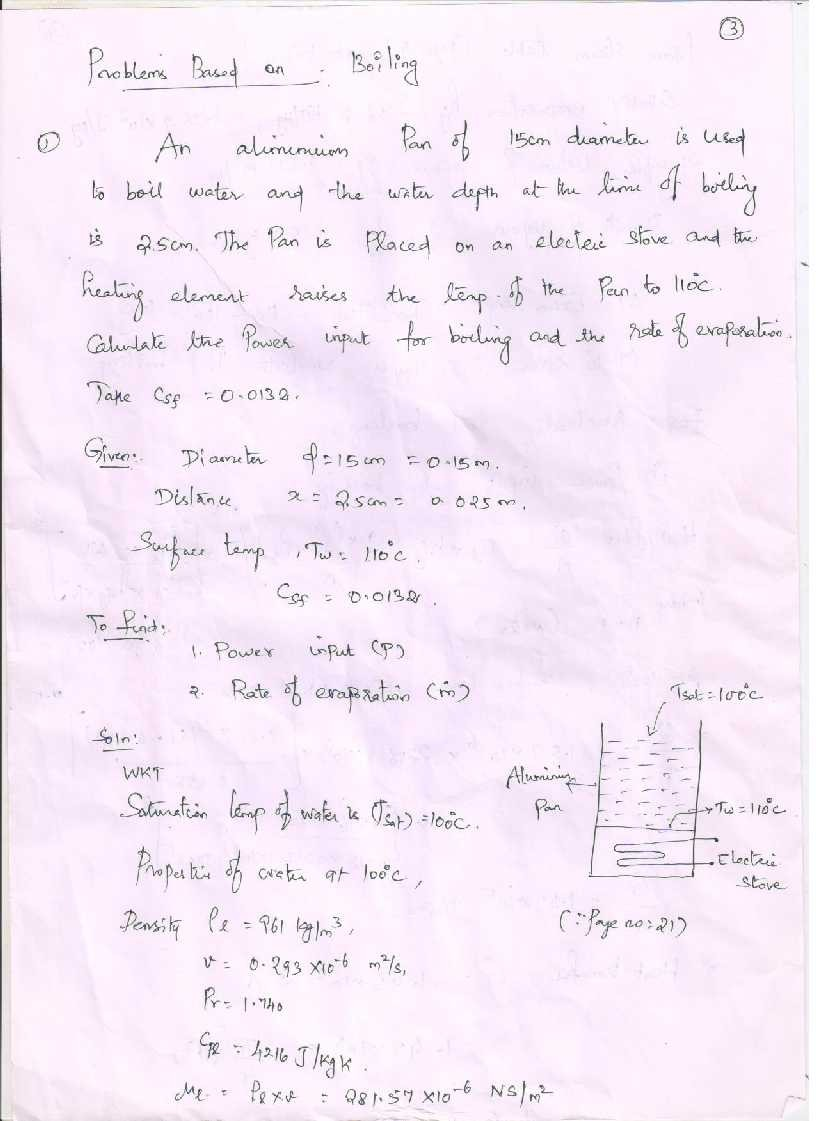 3
Problems Based on Boiling
1 An aluminium Pan of 15cm diameter is used
to boil water and the water depth at the time of boiling
is 2.5cm. The Pan is Placed on an electric stove and the
heating element raises the temp. of the Pan to 110°C.
Calculate the Power input for boiling and the rate of evaporation.
Take Csf = 0.0132.
Given:- Diameter ϕ = 15 cm = 0.15 m.
Distance x = 2.5cm = 0.025 m.
Surface temp, Tw = 110°C.
Csf = 0.0132.
To find:
1. Power input (P)
2. Rate of evaporation (ṁ)
Tsat = 100°C
Soln:
WKT
Aluminium
Pan
Saturation temp of water is (Tsat) = 100°C.
Tw = 110°C
Electric
Stove
Properties of water at 100°C,
Density ρl = 961 kg/m³,
(∵ Page no: 21)
ν = 0.293 × 10⁻⁶ m²/s,
Pr = 1.740
Cpl = 4216 J/kg K.
μl = ρl × ν = 281.57 × 10⁻⁶ NS/m²